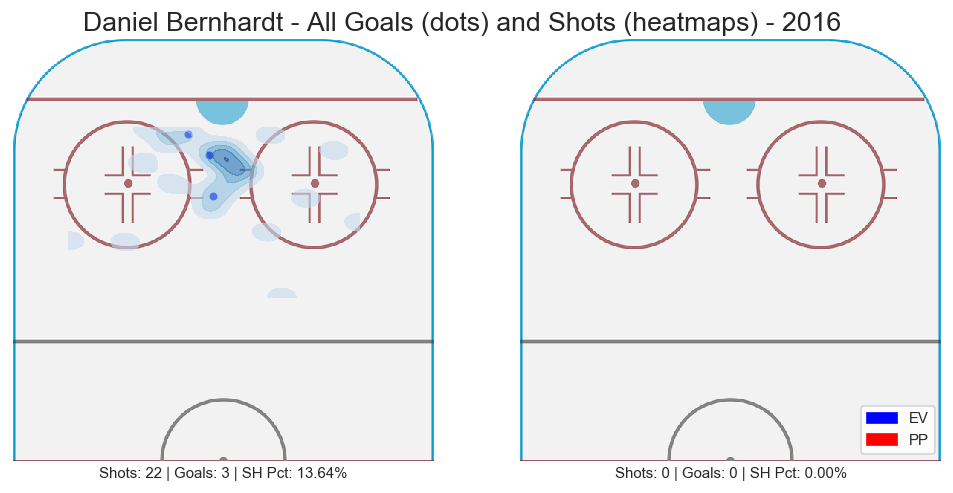 Daniel Bernhardt - All Goals (dots) and Shots (heatmaps) - 2016
EV
PP
Shots: 22 | Goals: 3 | SH Pct: 13.64%
Shots: 0 | Goals: 0 | SH Pct: 0.00%